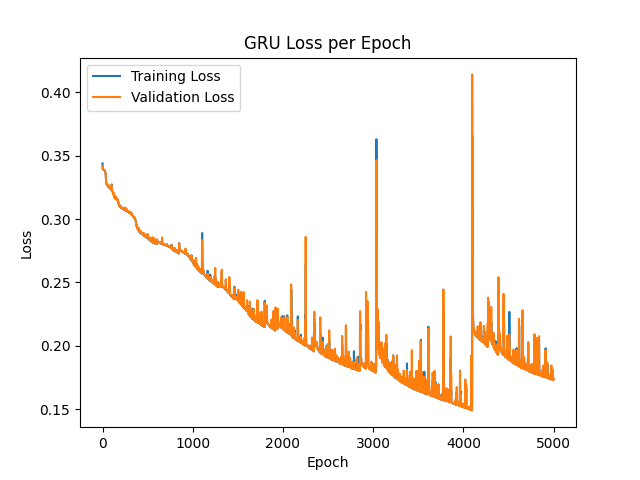 GRU Loss per Epoch
Training Loss
Validation Loss
0.40
0.35
0.30
0.25
0.20
0.15
Loss
0 1000 2000 3000 4000 5000
Epoch